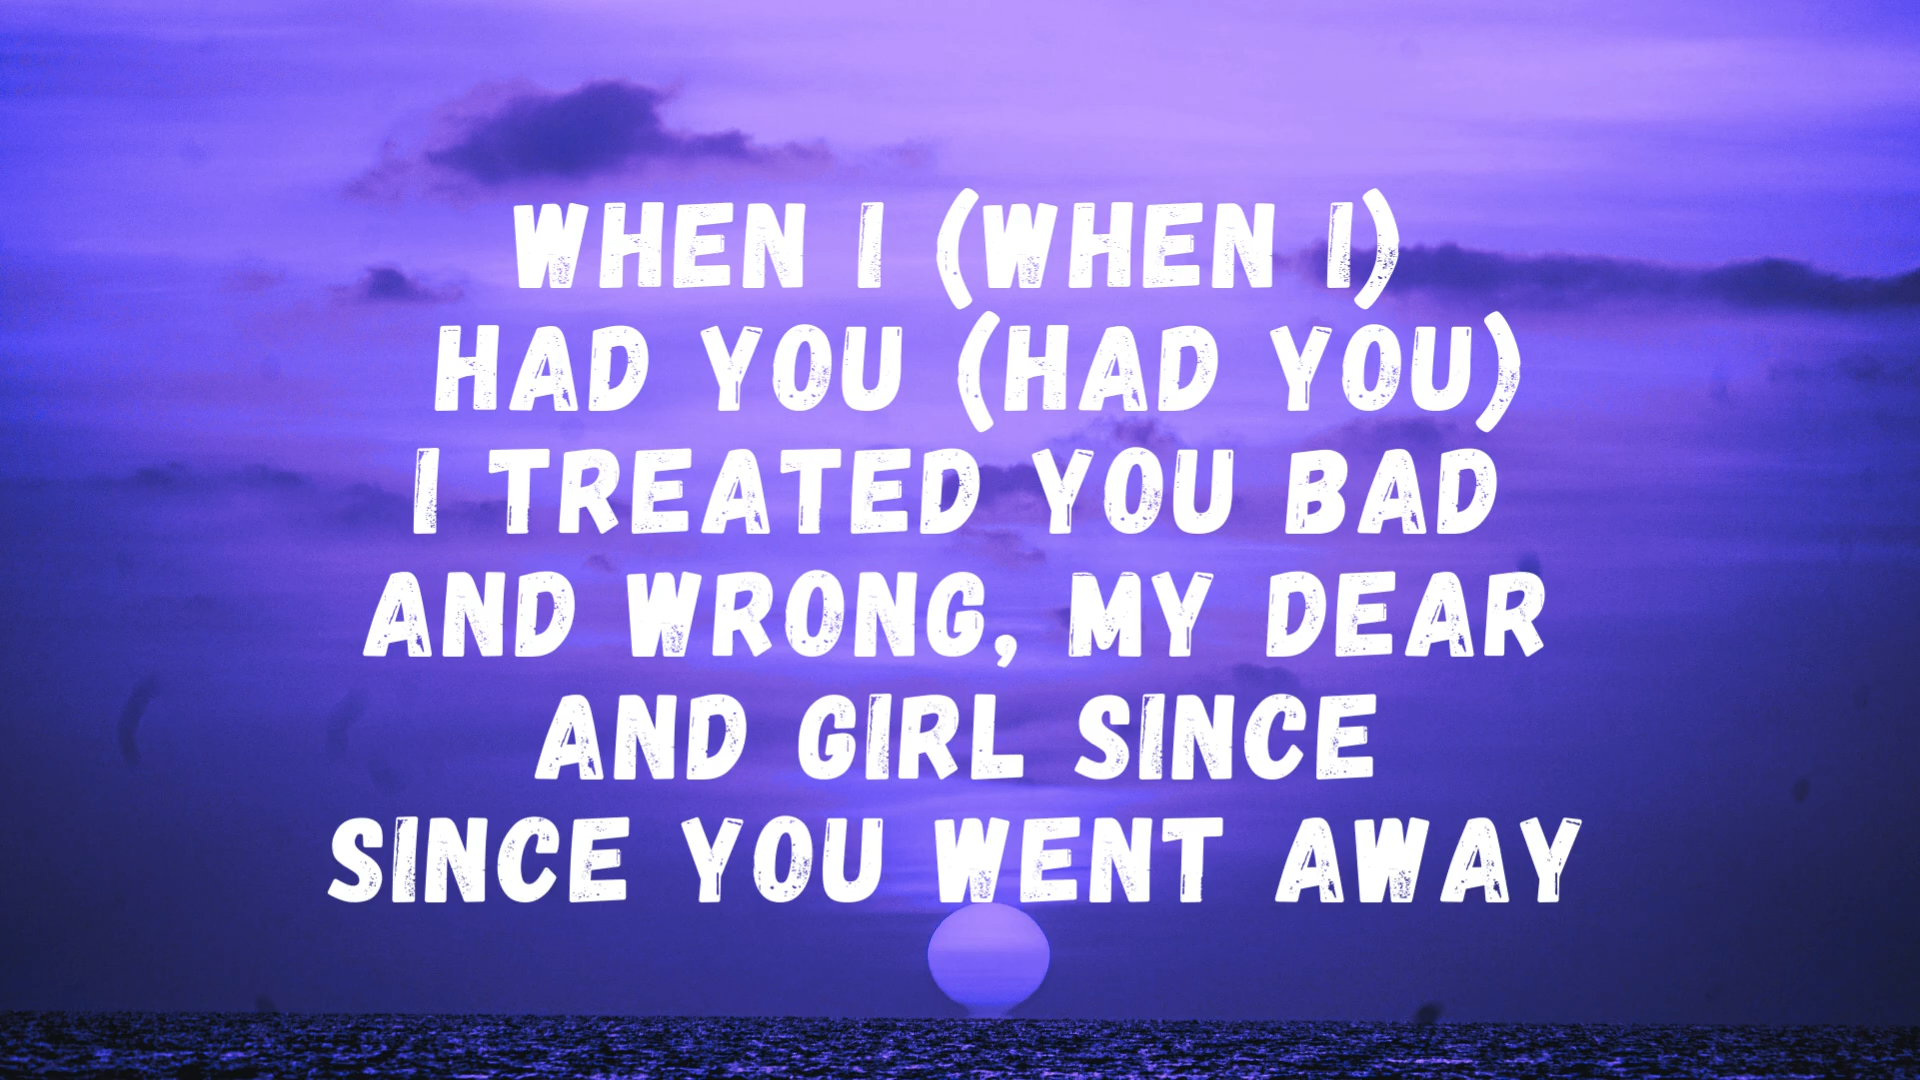 WHEN I (WHEN I)
HAD YOU (HAD YOU)
I TREATED YOU BAD
AND WRONG, MY DEAR
AND GIRL SINCE
SINCE YOU WENT AWAY